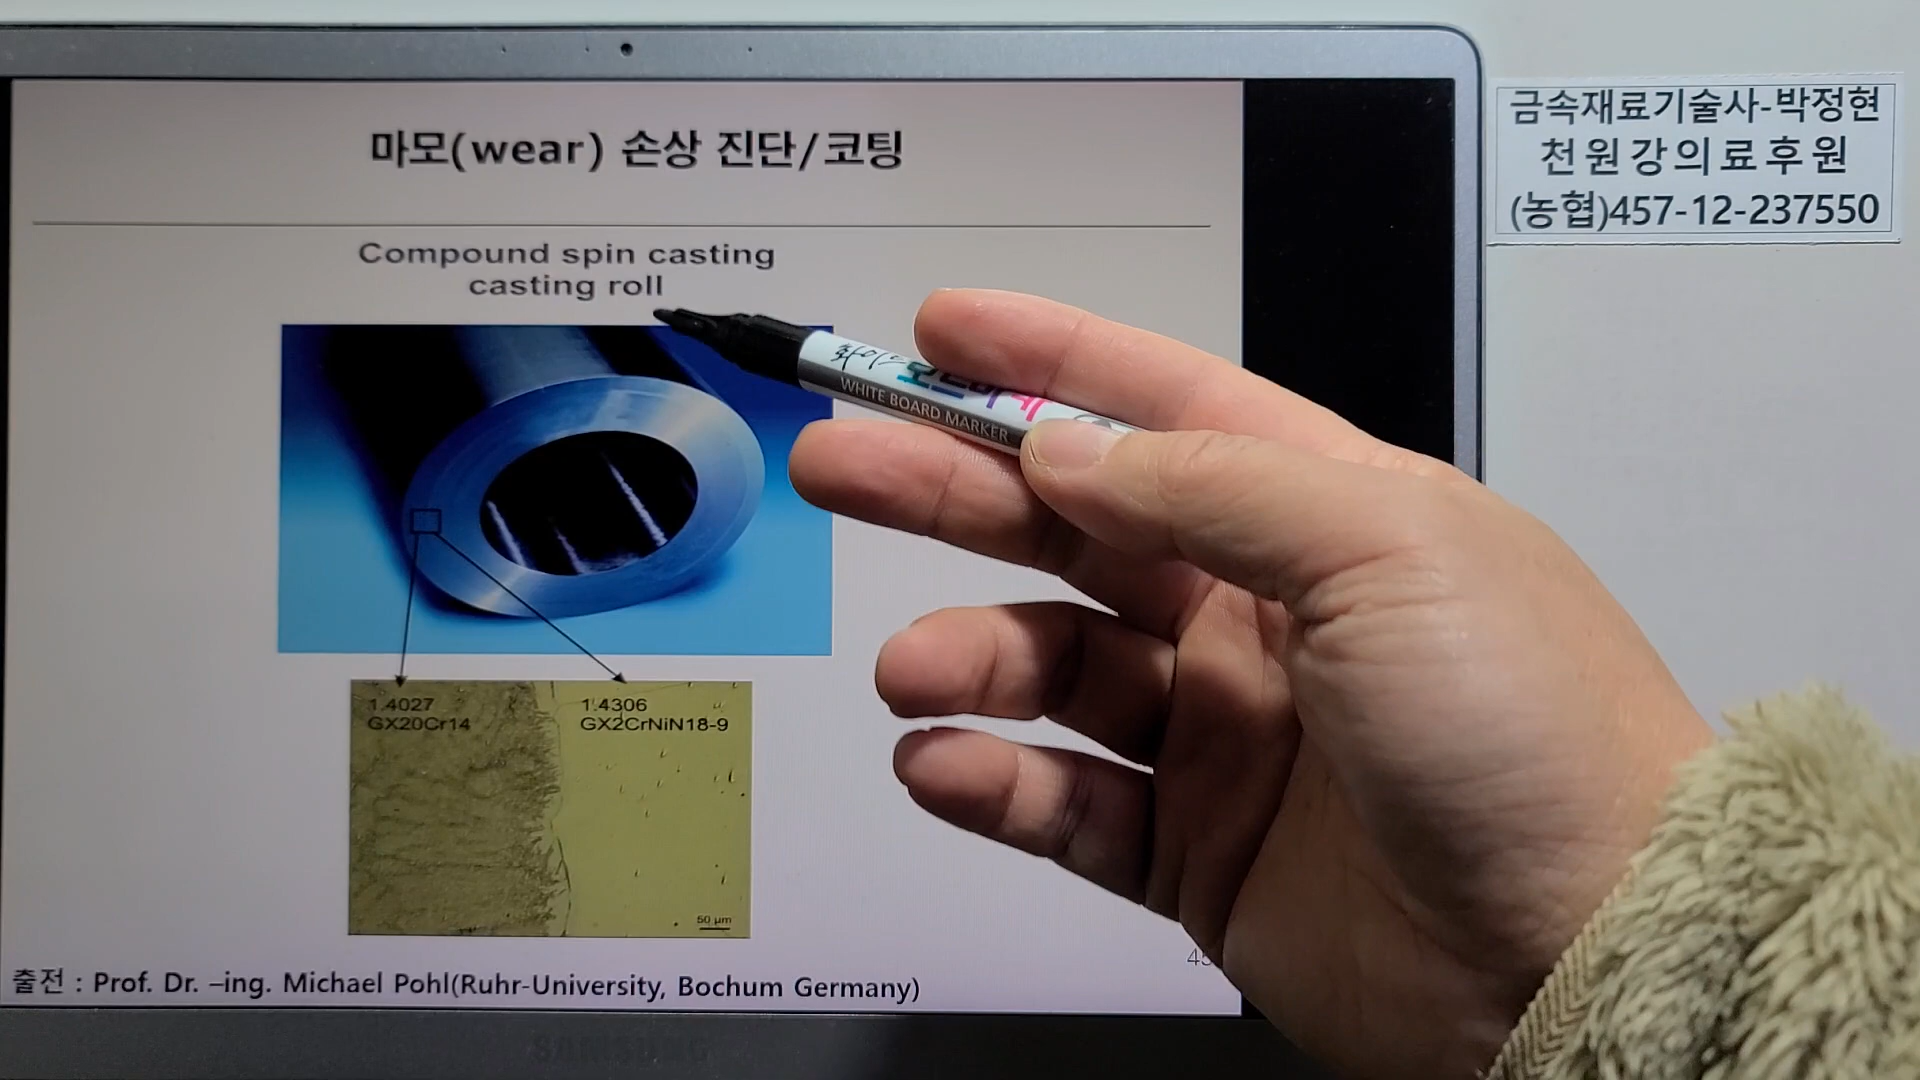 마모(wear) 손상 진단/코팅
Compound spin casting
casting roll
1.4027
GX20Cr14
1.4306
GX2CrNiN18-9
50 µm
출전 : Prof. Dr. –ing. Michael Pohl(Ruhr-University, Bochum Germany)
SAMSUNG
WHITE BOARD MARKER
금속재료기술사-박정현
천원강의료후원
(농협)457-12-237550